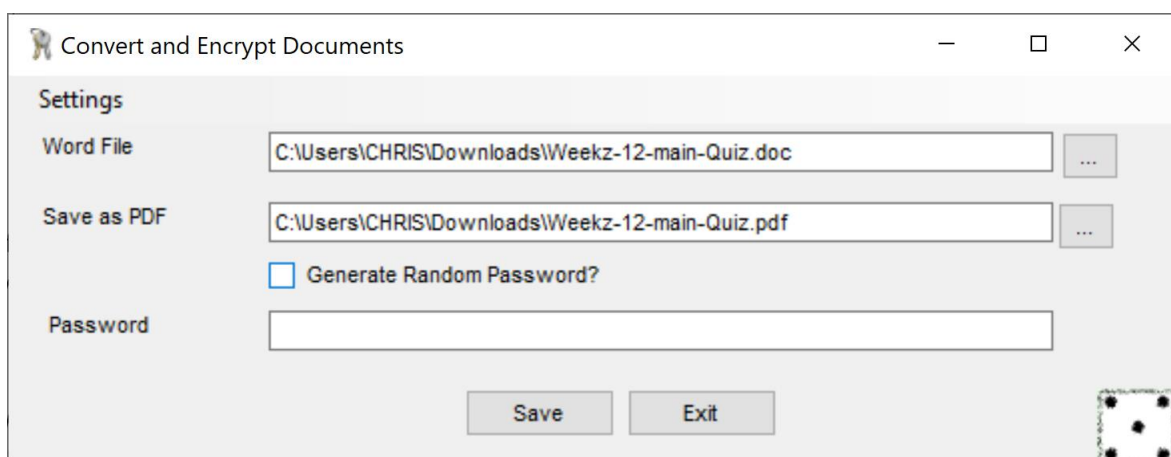 Convert and Encrypt Documents
Settings
Word File C:\Users\CHRIS\Downloads\Weekz-12-main-Quiz.doc ...
Save as PDF C:\Users\CHRIS\Downloads\Weekz-12-main-Quiz.pdf ...
Generate Random Password?
Password
Save Exit